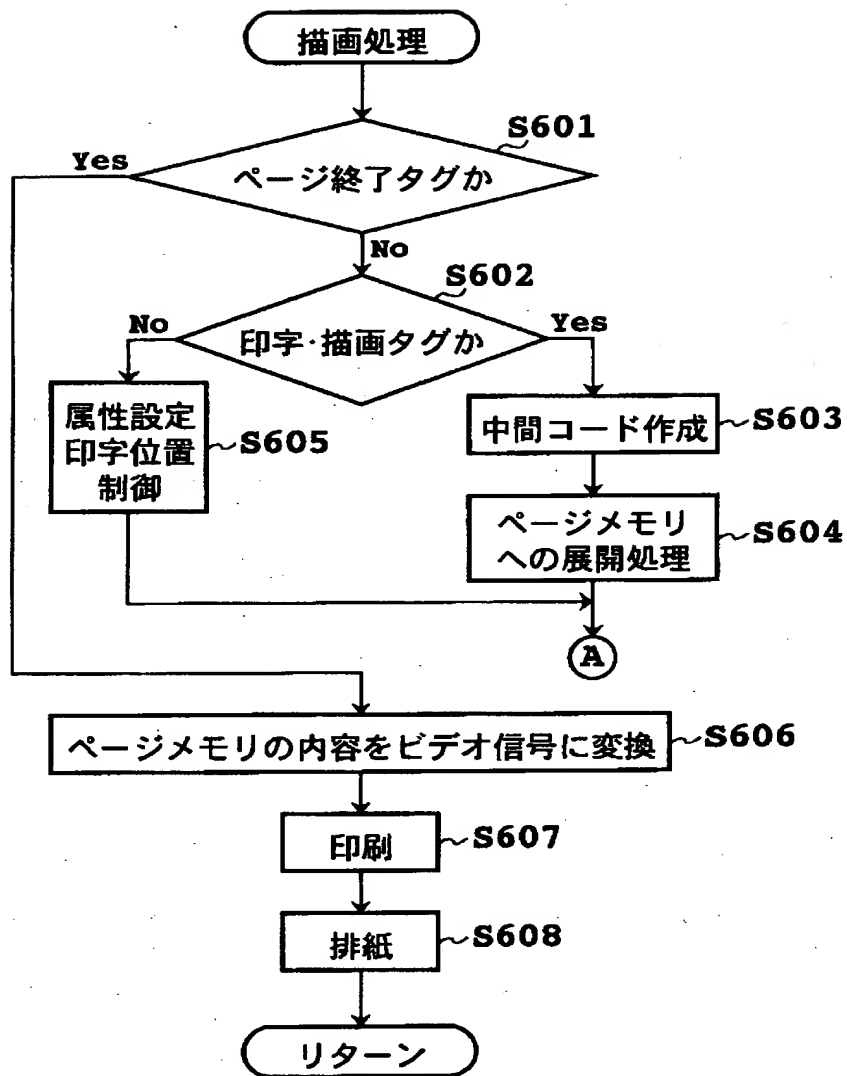 描画処理
S601
Yes
ページ終了タグか
No
S602
No
印字・描画タグか
Yes
属性設定
印字位置
制御
S605
中間コード作成
S603
ページメモリ
への展開処理
S604
A
ページメモリの内容をビデオ信号に変換
S606
印刷
S607
排紙
S608
リターン